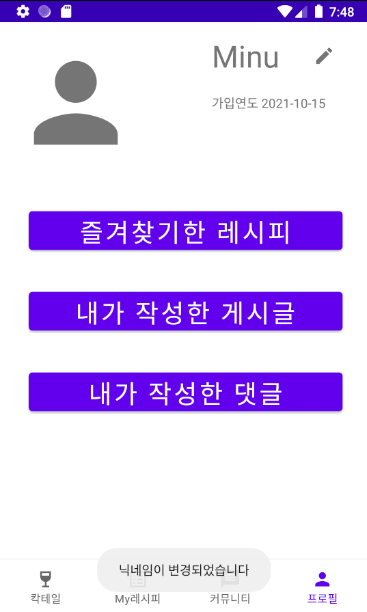 7:48
Minu
가입연도 2021-10-15
즐겨찾기한 레시피
내가 작성한 게시글
내가 작성한 댓글
닉네임이 변경되었습니다
칵테일
My레시피
커뮤니티
프로필